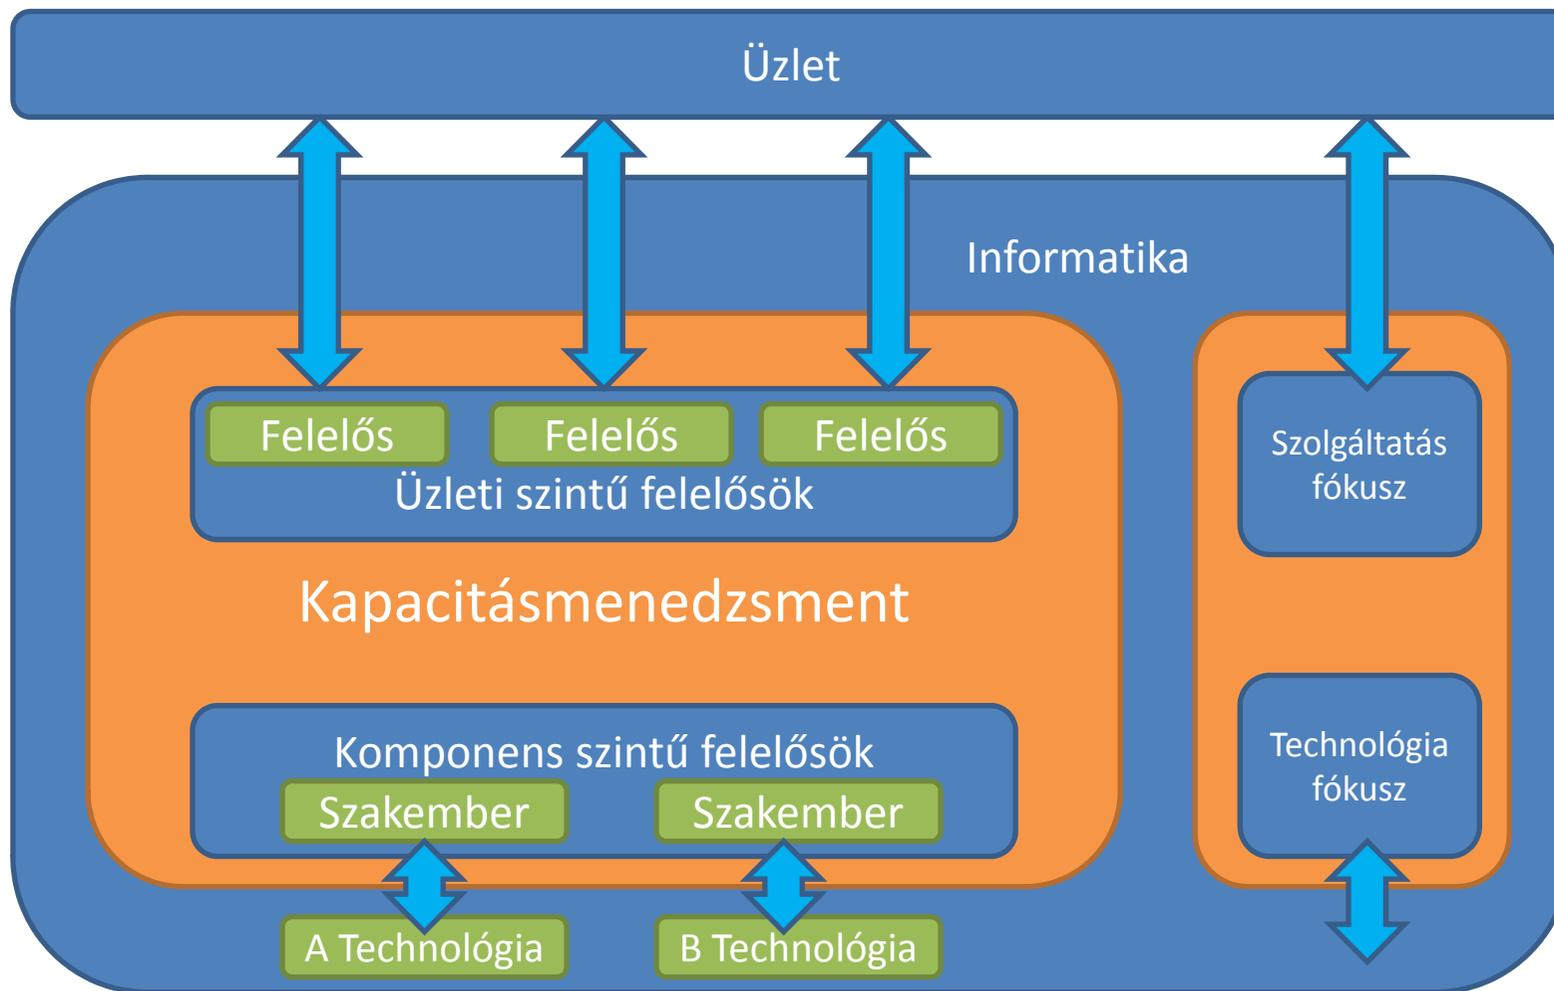 Üzlet
Informatika
Felelős
Felelős
Felelős
Üzleti szintű felelősök
Kapacitásmenedzsment
Komponens szintű felelősök
Szakember
Szakember
A Technológia
B Technológia
Szolgáltatás
fókusz
Technológia
fókusz